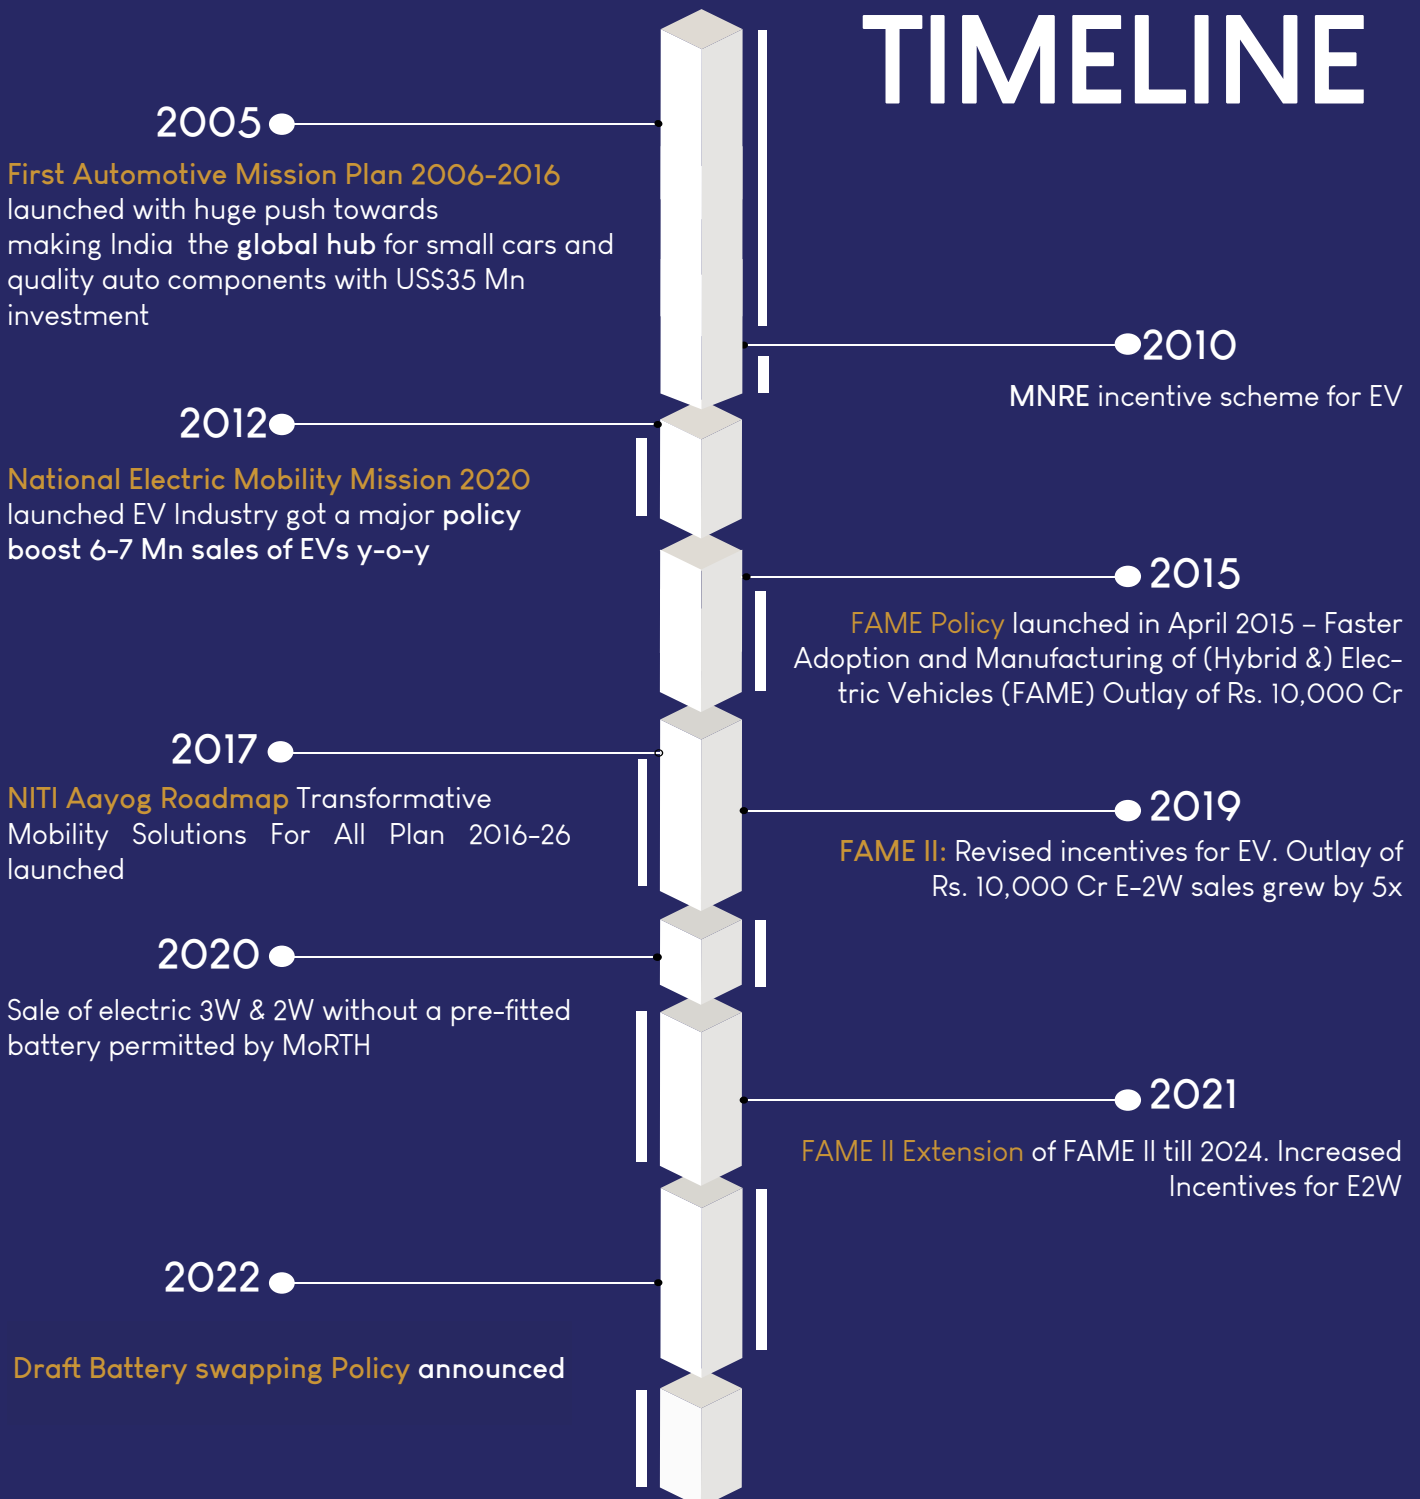 TIMELINE
2005
First Automotive Mission Plan 2006-2016
launched with huge push towards
making India the global hub for small cars and
quality auto components with US$35 Mn
investment
2010
MNRE incentive scheme for EV
2012
National Electric Mobility Mission 2020
launched EV Industry got a major policy
boost 6-7 Mn sales of EVs y-o-y
2015
FAME Policy launched in April 2015 – Faster
Adoption and Manufacturing of (Hybrid &) Elec-
tric Vehicles (FAME) Outlay of Rs. 10,000 Cr
2017
NITI Aayog Roadmap Transformative
Mobility Solutions For All Plan 2016-26
launched
2019
FAME II: Revised incentives for EV. Outlay of
Rs. 10,000 Cr E-2W sales grew by 5x
2020
Sale of electric 3W & 2W without a pre-fitted
battery permitted by MoRTH
2021
FAME II Extension of FAME II till 2024. Increased
Incentives for E2W
2022
Draft Battery swapping Policy announced